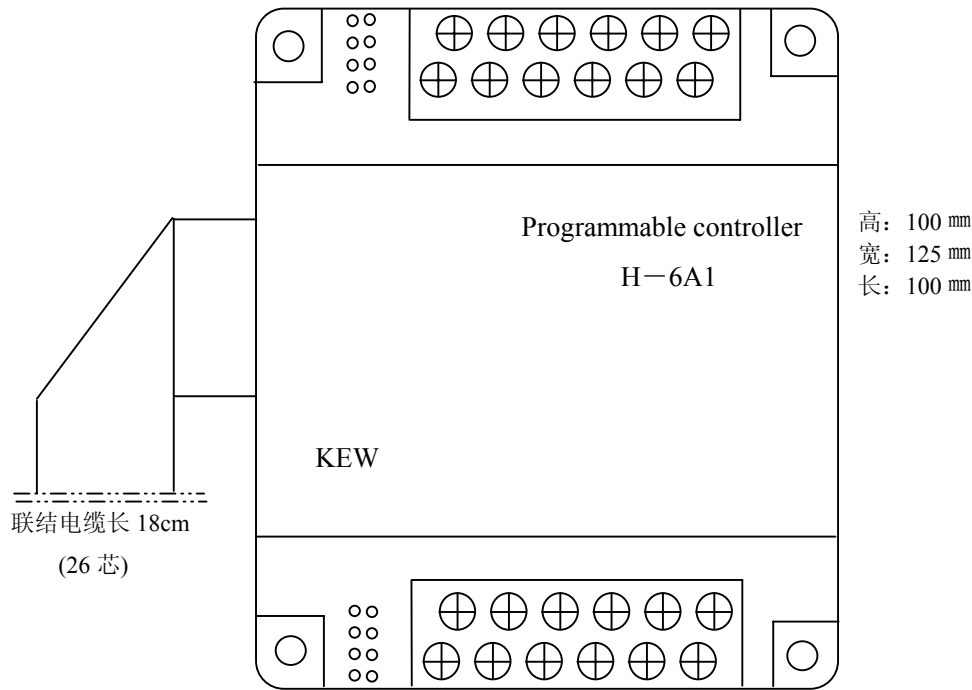 Programmable controller
H－6A1
高：100 ㎜
宽：125 ㎜
长：100 ㎜
KEW
联结电缆长 18cm
(26 芯)